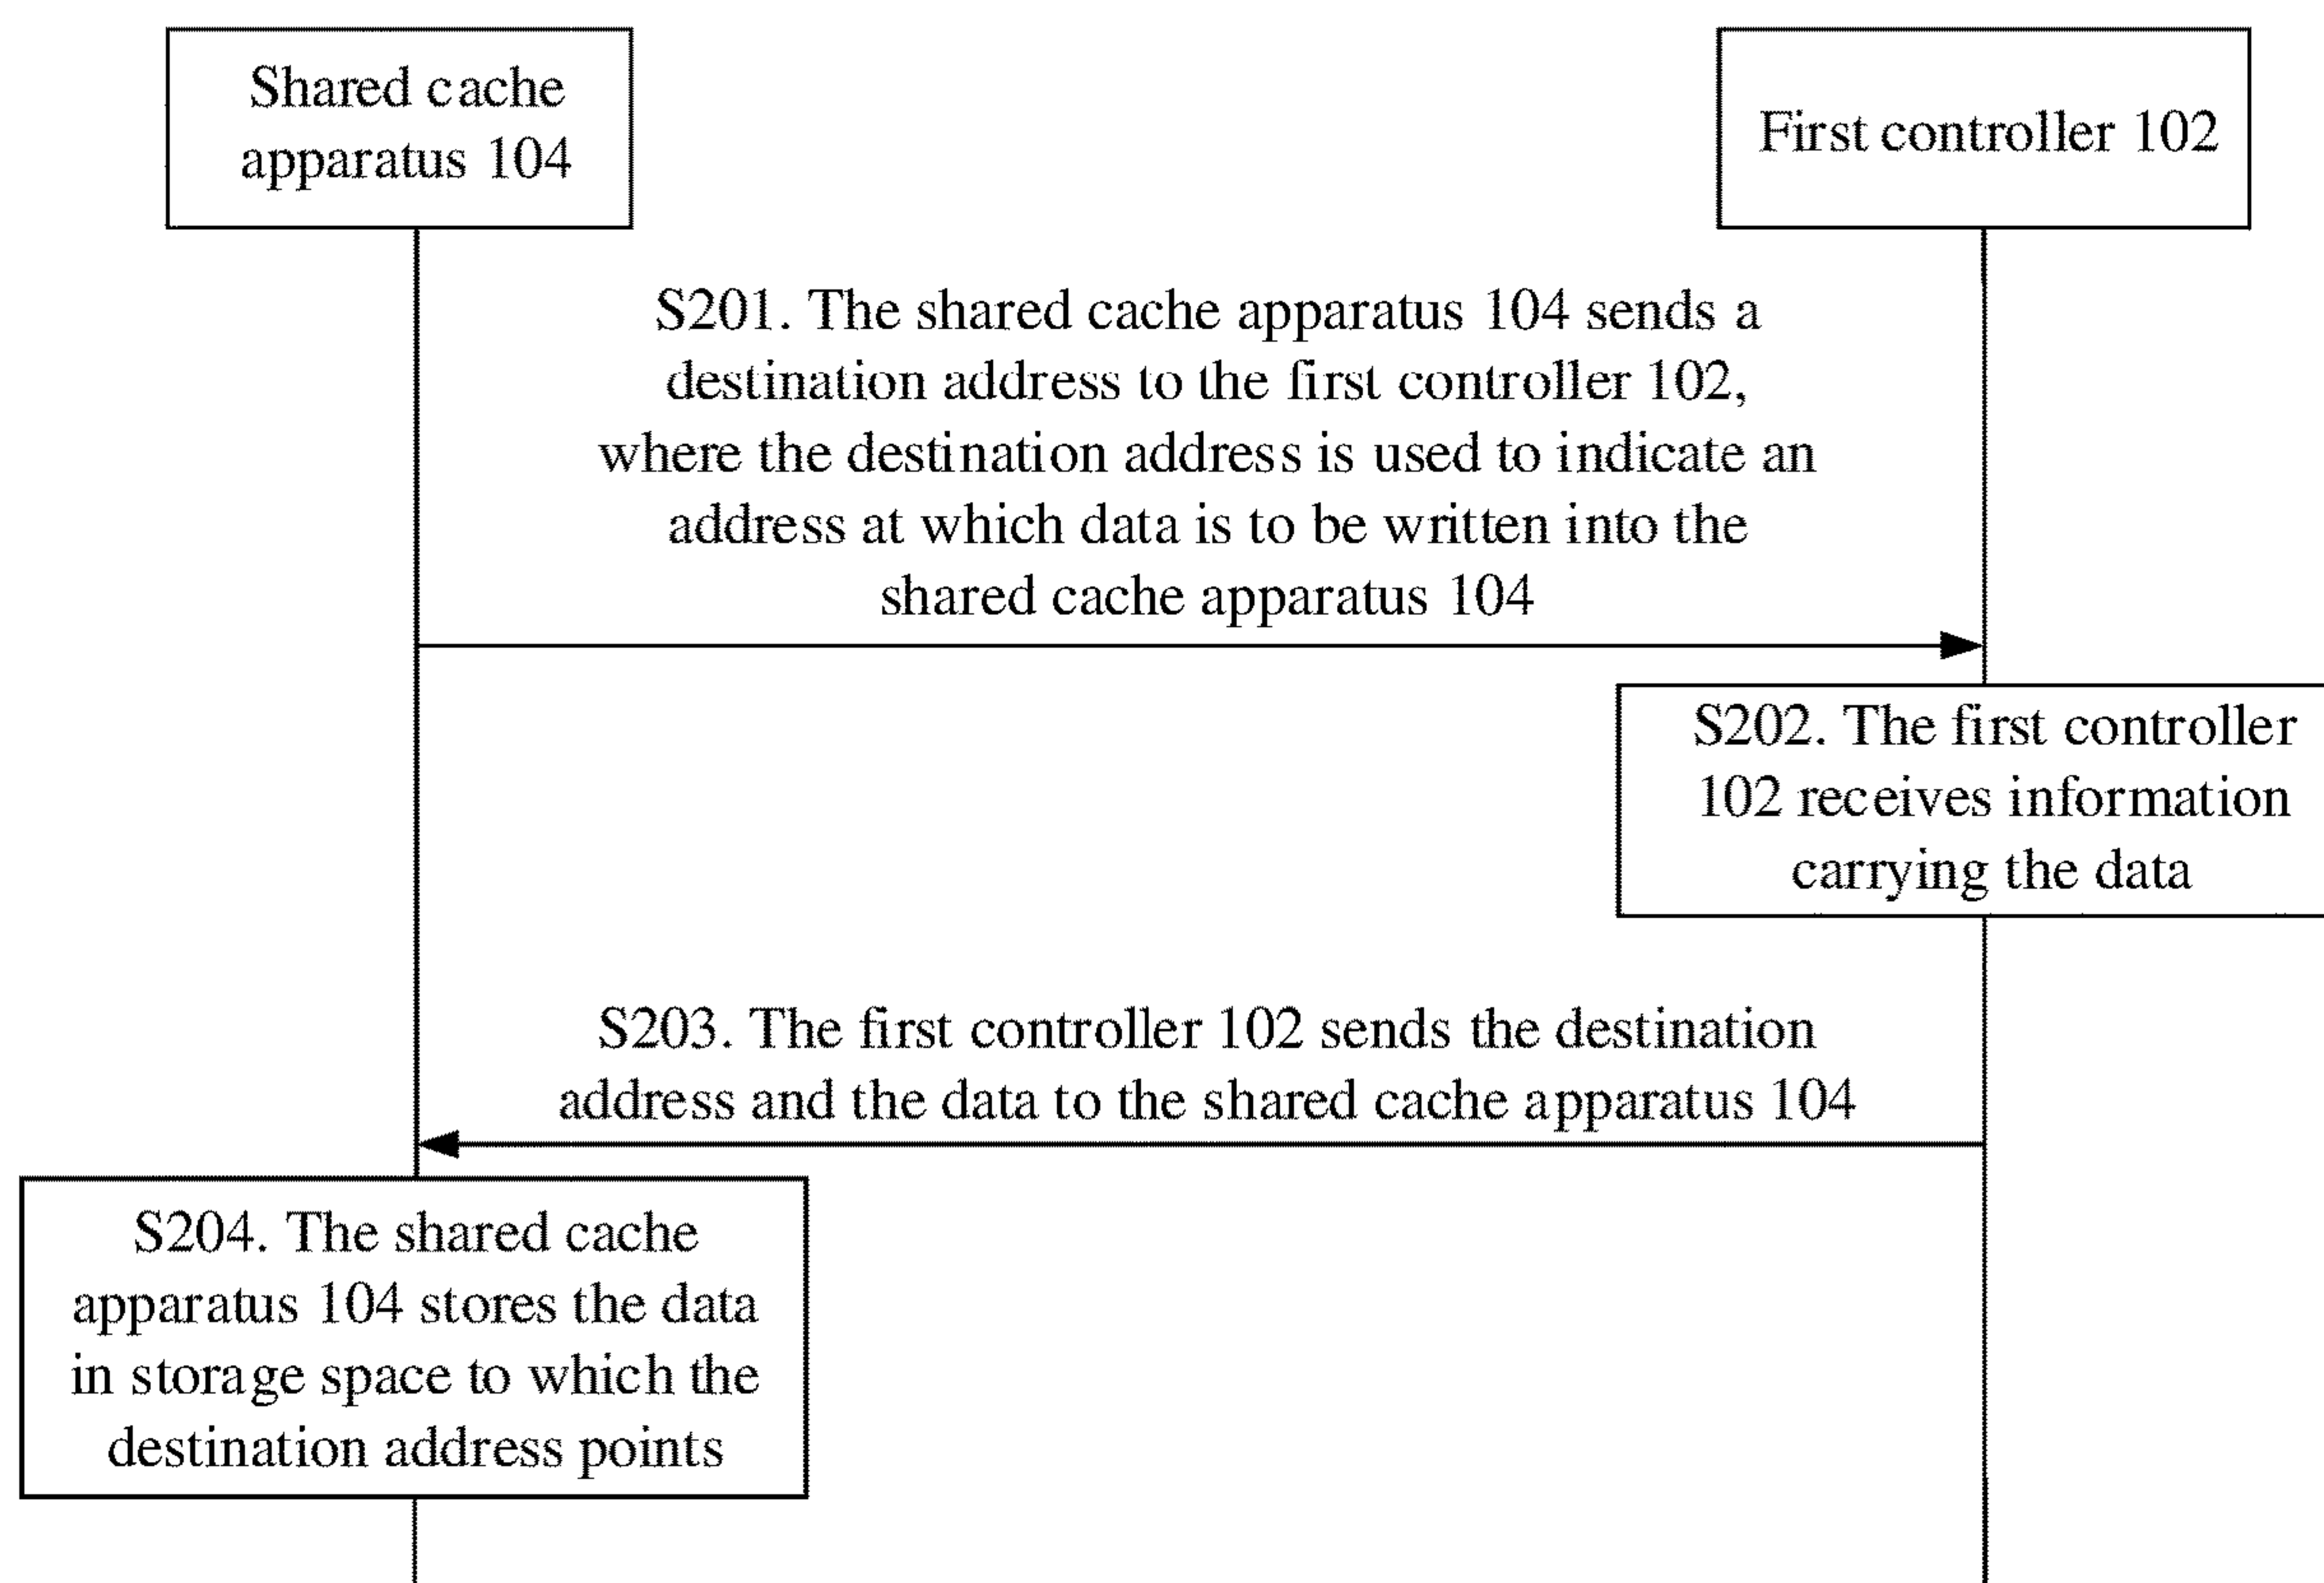 Shared cache
apparatus 104
First controller 102
S201. The shared cache apparatus 104 sends a
destination address to the first controller 102,
where the destination address is used to indicate an
address at which data is to be written into the
shared cache apparatus 104
S202. The first controller
102 receives information
carrying the data
S203. The first controller 102 sends the destination
address and the data to the shared cache apparatus 104
S204. The shared cache
apparatus 104 stores the data
in storage space to which the
destination address points